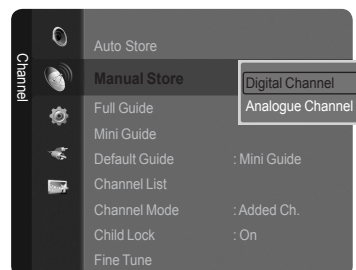 Channel
Auto Store
Manual Store
Digital Channel
Analogue Channel
Full Guide
Mini Guide
Default Guide : Mini Guide
Channel List
Channel Mode : Added Ch.
Child Lock : On
Fine Tune